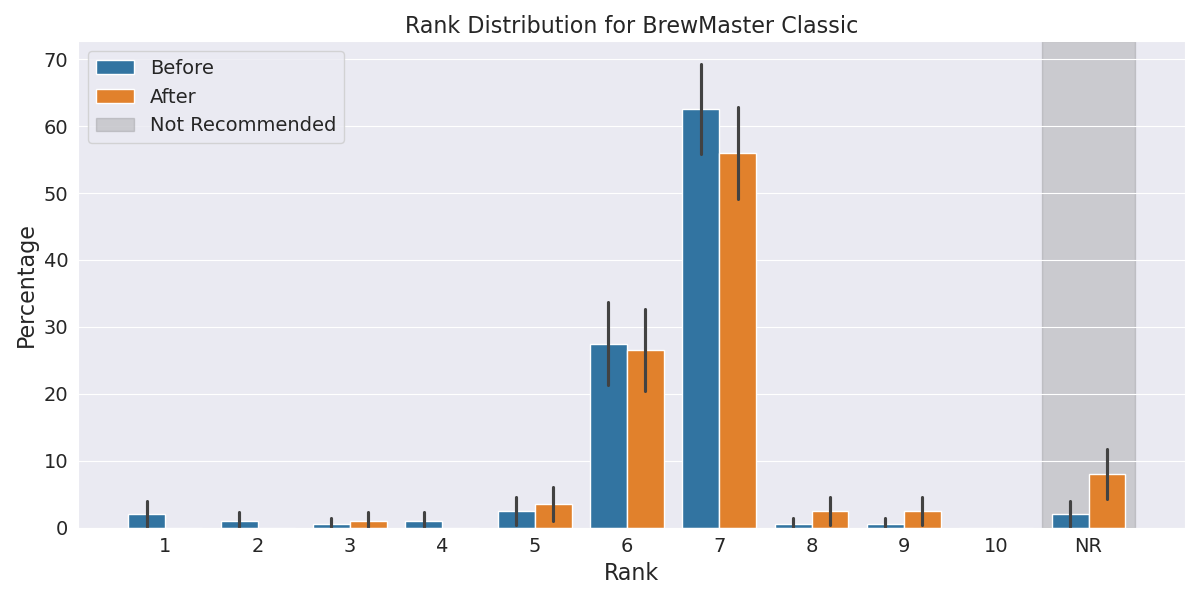 Rank Distribution for BrewMaster Classic
Before
After
Not Recommended
Percentage
70
60
50
40
30
20
10
0
1 2 3 4 5 6 7 8 9 10 NR
Rank